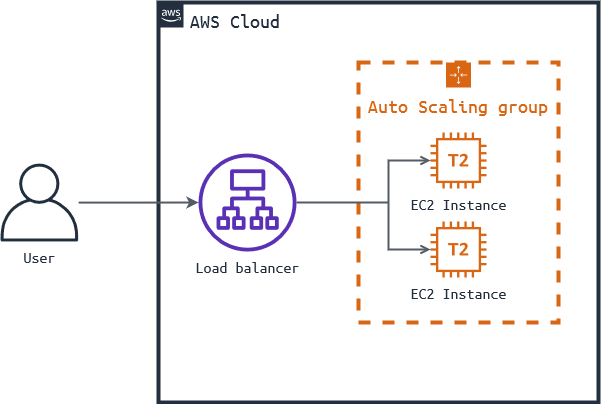 aws
AWS Cloud
Auto Scaling group
T2
EC2 Instance
T2
EC2 Instance
Load balancer
User